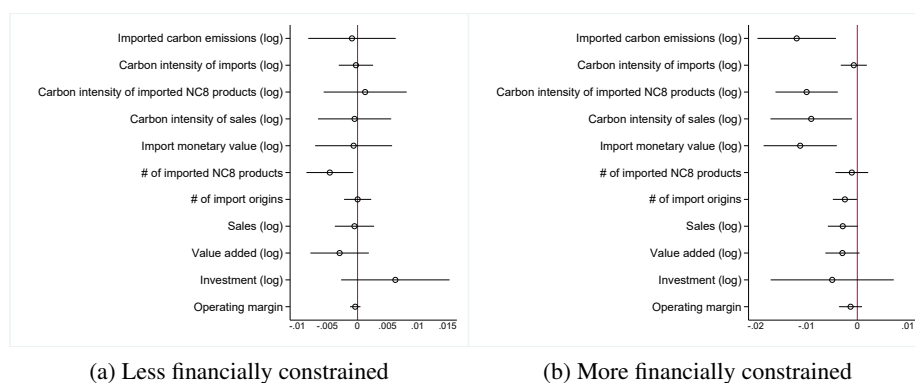 Imported carbon emissions (log)
Carbon intensity of imports (log)
Carbon intensity of imported NC8 products (log)
Carbon intensity of sales (log)
Import monetary value (log)
# of imported NC8 products
# of import origins
Sales (log)
Value added (log)
Investment (log)
Operating margin
-.01 -.005 0 .005 .01 .015
(a) Less financially constrained
Imported carbon emissions (log)
Carbon intensity of imports (log)
Carbon intensity of imported NC8 products (log)
Carbon intensity of sales (log)
Import monetary value (log)
# of imported NC8 products
# of import origins
Sales (log)
Value added (log)
Investment (log)
Operating margin
-.02 -.01 0 .01
(b) More financially constrained